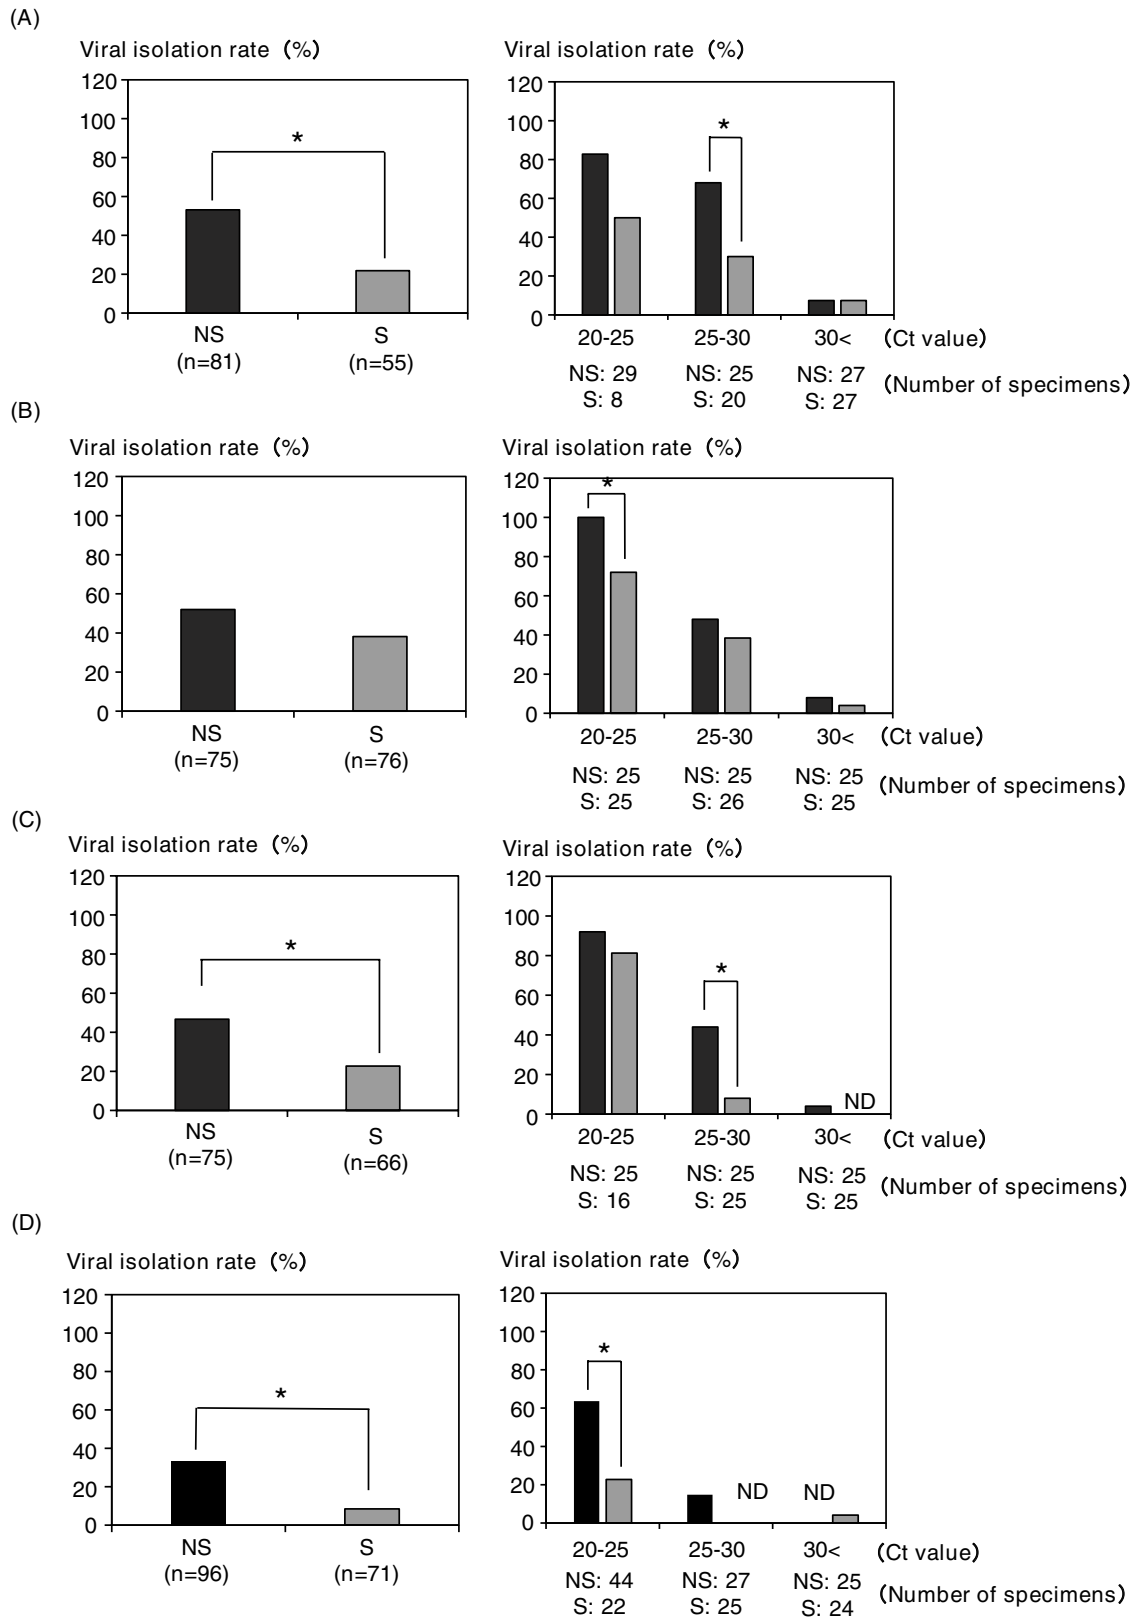 (A)
Viral isolation rate (%)
120
100
80
60
40
20
0
*
NS
(n=81)
S
(n=55)
Viral isolation rate (%)
120
100
80
60
40
20
0
*
20-25 25-30 30< (Ct value)
NS: 29 NS: 25 NS: 27 (Number of specimens)
S: 8 S: 20 S: 27
(B)
Viral isolation rate (%)
120
100
80
60
40
20
0
NS
(n=75)
S
(n=76)
Viral isolation rate (%)
120
100
80
60
40
20
0
*
20-25 25-30 30< (Ct value)
NS: 25 NS: 25 NS: 25 (Number of specimens)
S: 25 S: 26 S: 25
(C)
Viral isolation rate (%)
120
100
80
60
40
20
0
*
NS
(n=75)
S
(n=66)
Viral isolation rate (%)
120
100
80
60
40
20
0
*
ND
20-25 25-30 30< (Ct value)
NS: 25 NS: 25 NS: 25 (Number of specimens)
S: 16 S: 25 S: 25
(D)
Viral isolation rate (%)
120
100
80
60
40
20
0
*
NS
(n=96)
S
(n=71)
Viral isolation rate (%)
120
100
80
60
40
20
0
*
ND ND
20-25 25-30 30< (Ct value)
NS: 44 NS: 27 NS: 25 (Number of specimens)
S: 22 S: 25 S: 24